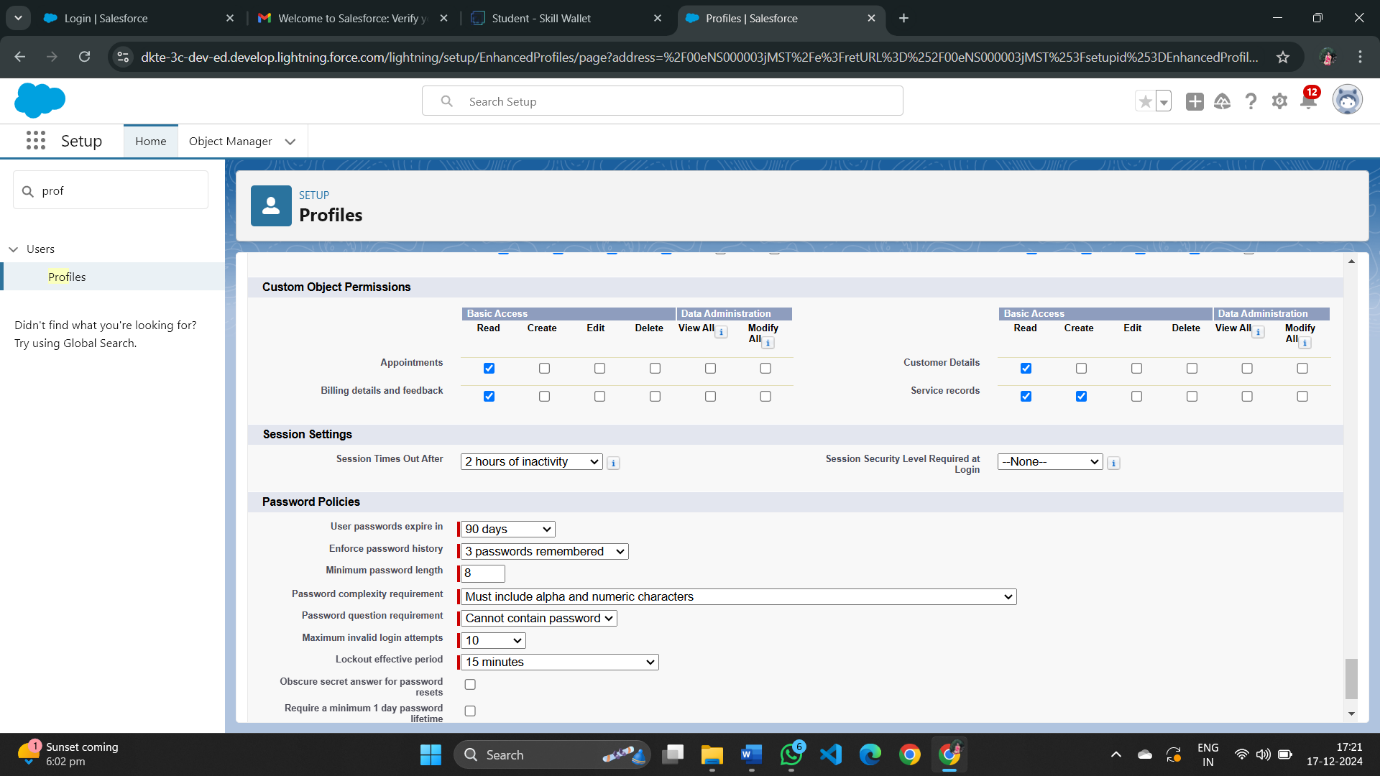 Login | Salesforce
Welcome to Salesforce: Verify y
Student - Skill Wallet
Profiles | Salesforce
dkte-3c-dev-ed.develop.lightning.force.com/lightning/setup/EnhancedProfiles/page?address=%2F00eNS000003jMST%2Fe%3FretURL%3D%252F00eNS000003jMST%253Fsetupid%253DEnhancedProfil...
Search Setup
12
Setup
Home
Object Manager
prof
Users
Profiles
Didn't find what you're looking for?
Try using Global Search.
SETUP
Profiles
Custom Object Permissions
Basic Access Data Administration Basic Access Data Administration
Read Create Edit Delete View All Modify All Read Create Edit Delete View All Modify All
Appointments Customer Details
Billing details and feedback Service records
Session Settings
Session Times Out After 2 hours of inactivity Session Security Level Required at Login --None--
Password Policies
User passwords expire in 90 days
Enforce password history 3 passwords remembered
Minimum password length 8
Password complexity requirement Must include alpha and numeric characters
Password question requirement Cannot contain password
Maximum invalid login attempts 10
Lockout effective period 15 minutes
Obscure secret answer for password resets
Require a minimum 1 day password lifetime
1
Sunset coming
6:02 pm
Search
6
ENG
IN
17:21
17-12-2024